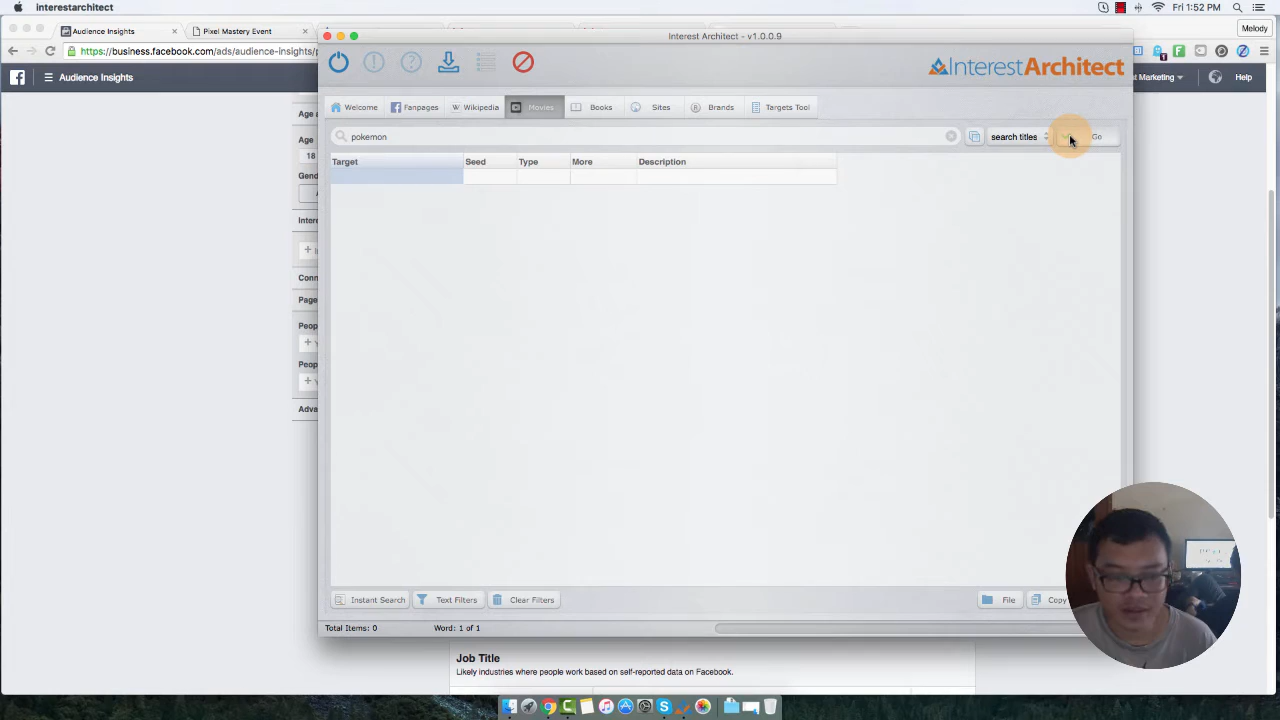 interestarchitect
Fri 1:52 PM
Audience Insights
Pixel Mastery Event
Melody
https://business.facebook.com/ads/audience-insights/p
Interest Architect - v1.0.0.9
Audience Insights
Marketing
Help
InterestArchitect
Welcome
Fanpages
Wikipedia
Movies
Books
Sites
Brands
Targets Tool
pokemon
search titles
Go
Target
Seed
Type
More
Description
Age a
Age
18
Gend
Inter
Conn
Page
Peop
Peop
Adva
Instant Search
Text Filters
Clear Filters
File
Copy
Total Items: 0
Word: 1 of 1
Job Title
Likely industries where people work based on self-reported data on Facebook.